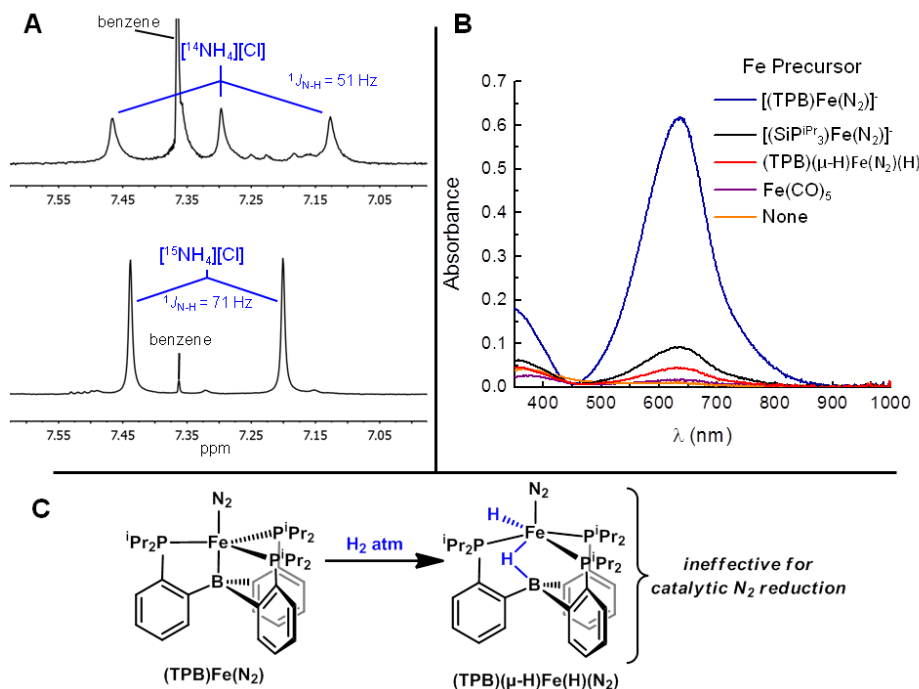 A
benzene
[¹⁴NH₄][Cl]
¹J_N-H = 51 Hz
7.55 7.45 7.35 7.25 7.15 7.05
[¹⁵NH₄][Cl]
¹J_N-H = 71 Hz
benzene
7.55 7.45 7.35 7.25 7.15 7.05
ppm
B
Fe Precursor
[(TPB)Fe(N₂)]⁻
[(SiP^iPr₃)Fe(N₂)]⁻
(TPB)(μ-H)Fe(N₂)(H)
Fe(CO)₅
None
Absorbance
0.7
0.6
0.5
0.4
0.3
0.2
0.1
0.0
400 500 600 700 800 900 1000
λ (nm)
C
N₂
ⁱPr₂P Fe PⁱPr₂
PⁱPr₂
B
(TPB)Fe(N₂)
H₂ atm
N₂
H
ⁱPr₂P Fe PⁱPr₂
H PⁱPr₂
B
(TPB)(μ-H)Fe(H)(N₂)
ineffective for
catalytic N₂ reduction